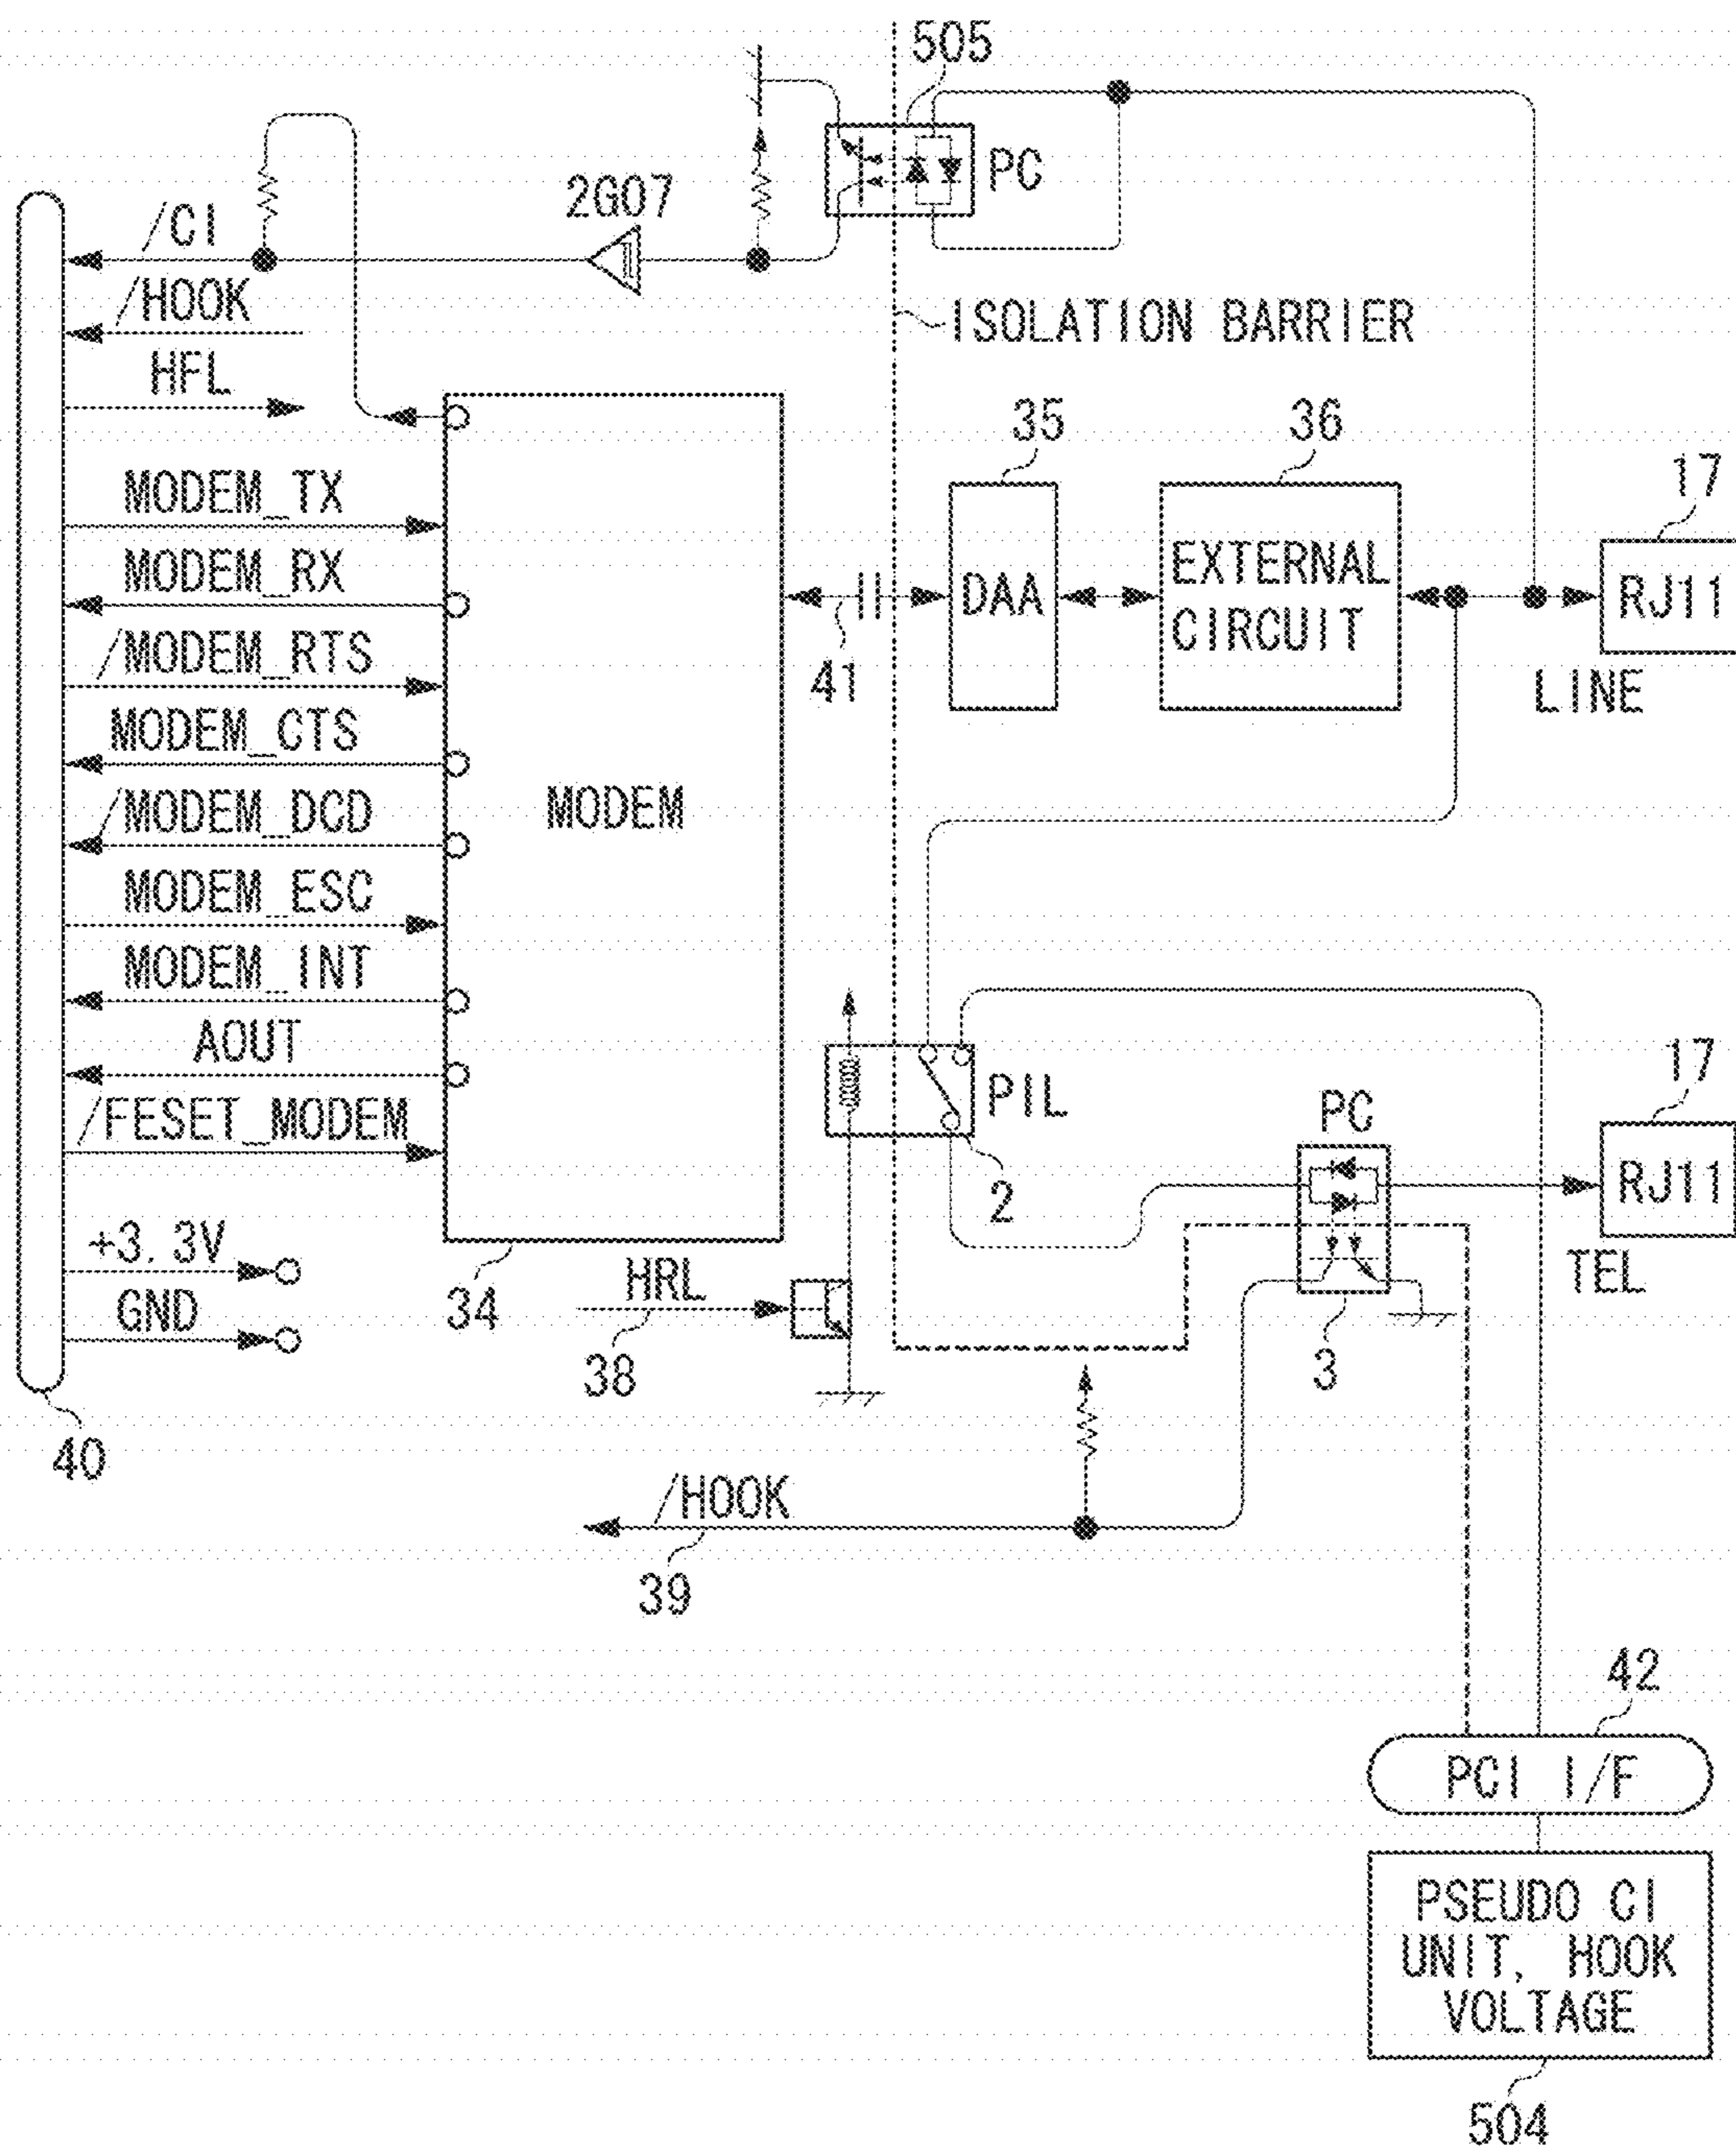 505
PC
2G07
/CI
/HOOK
HFL
ISOLATION BARRIER
35
36
17
MODEM_TX
MODEM_RX
/MODEM_RTS
MODEM_CTS
/MODEM_DCD
MODEM_ESC
MODEM_INT
AOUT
/FESET_MODEM
+3.3V
GND
40
MODEM
34
41
DAA
EXTERNAL
CIRCUIT
RJ11
LINE
PIL
2
PC
17
RJ11
TEL
3
HRL
38
/HOOK
39
42
PCI I/F
PSEUDO CI
UNIT, HOOK
VOLTAGE
504